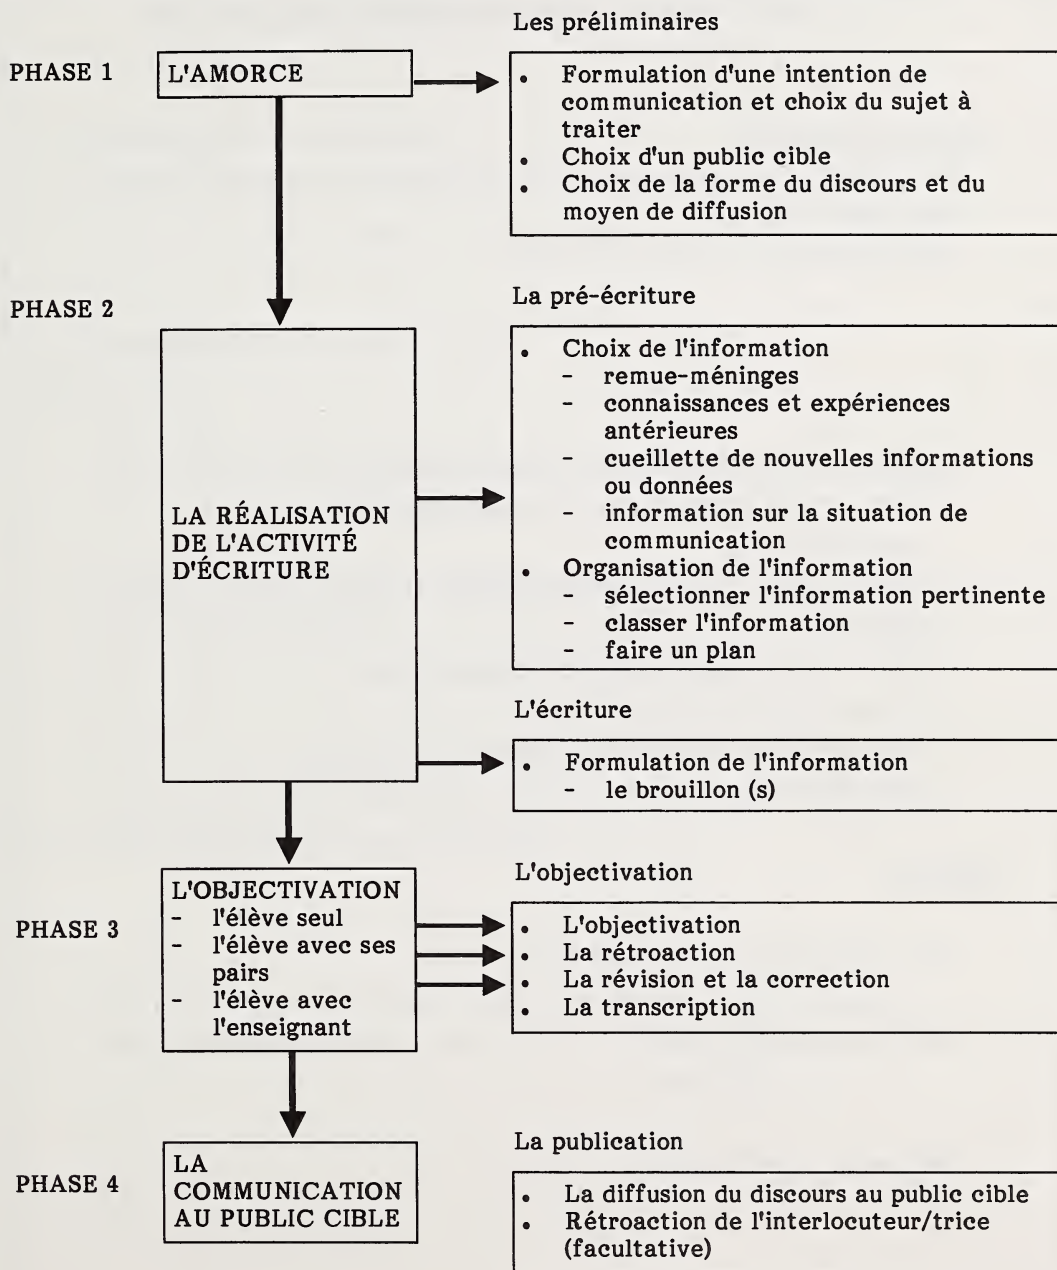 Les préliminaires
PHASE 1
L'AMORCE
• Formulation d'une intention de
communication et choix du sujet à
traiter
• Choix d'un public cible
• Choix de la forme du discours et du
moyen de diffusion
PHASE 2
La pré-écriture
LA RÉALISATION
DE L'ACTIVITÉ
D'ÉCRITURE
• Choix de l'information
- remue-méninges
- connaissances et expériences
antérieures
- cueillette de nouvelles informations
ou données
- information sur la situation de
communication
• Organisation de l'information
- sélectionner l'information pertinente
- classer l'information
- faire un plan
L'écriture
• Formulation de l'information
- le brouillon (s)
PHASE 3
L'OBJECTIVATION
- l'élève seul
- l'élève avec ses
pairs
- l'élève avec
l'enseignant
L'objectivation
• L'objectivation
• La rétroaction
• La révision et la correction
• La transcription
PHASE 4
LA
COMMUNICATION
AU PUBLIC CIBLE
La publication
• La diffusion du discours au public cible
• Rétroaction de l'interlocuteur/trice
(facultative)